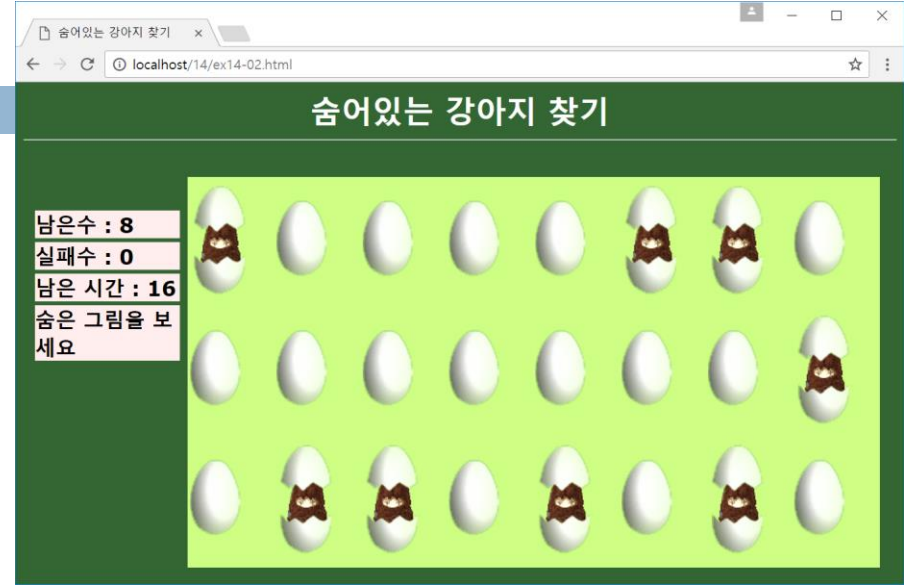 숨어있는 강아지 찾기
localhost/14/ex14-02.html
숨어있는 강아지 찾기
남은수 : 8
실패수 : 0
남은 시간 : 16
숨은 그림을 보
세요